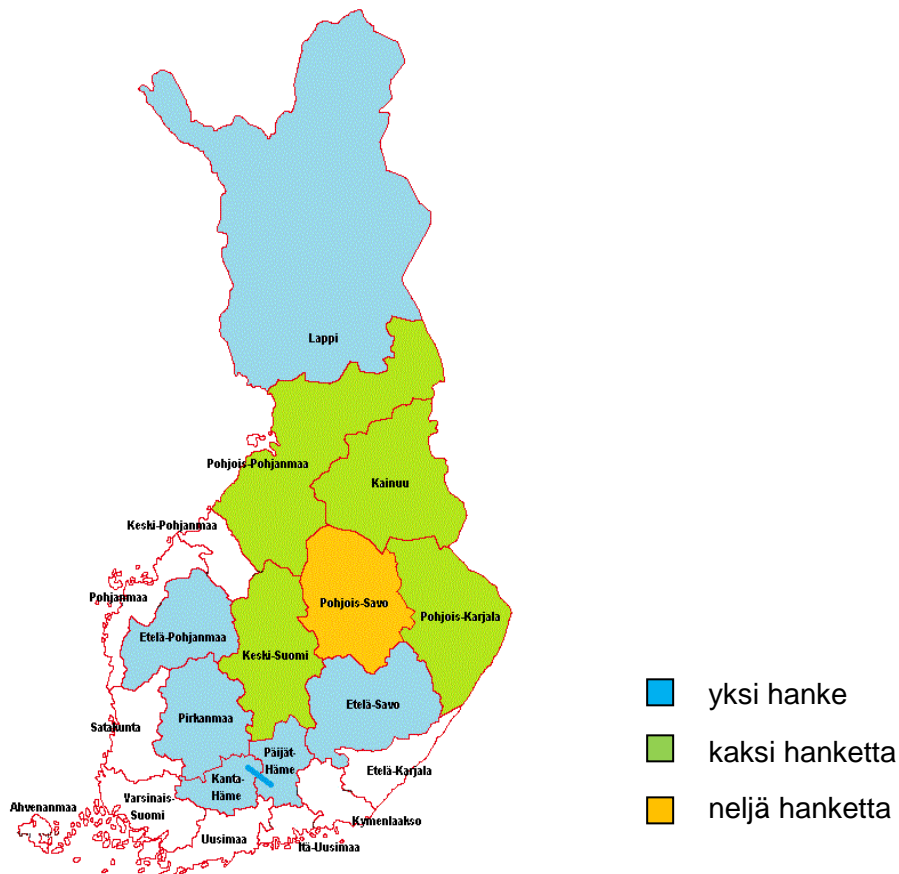 Lappi
Pohjois-Pohjanmaa
Kainuu
Keski-Pohjanmaa
Pohjanmaa
Pohjois-Savo
Pohjois-Karjala
Etelä-Pohjanmaa
Keski-Suomi
Etelä-Savo
Pirkanmaa
Satakunta
Päijät-
Häme
Etelä-Karjala
Kanta-
Häme
Varsinais-
Suomi
Ahvenanmaa
Kymenlaakso
Uusimaa
Itä-Uusimaa
yksi hanke
kaksi hanketta
neljä hanketta